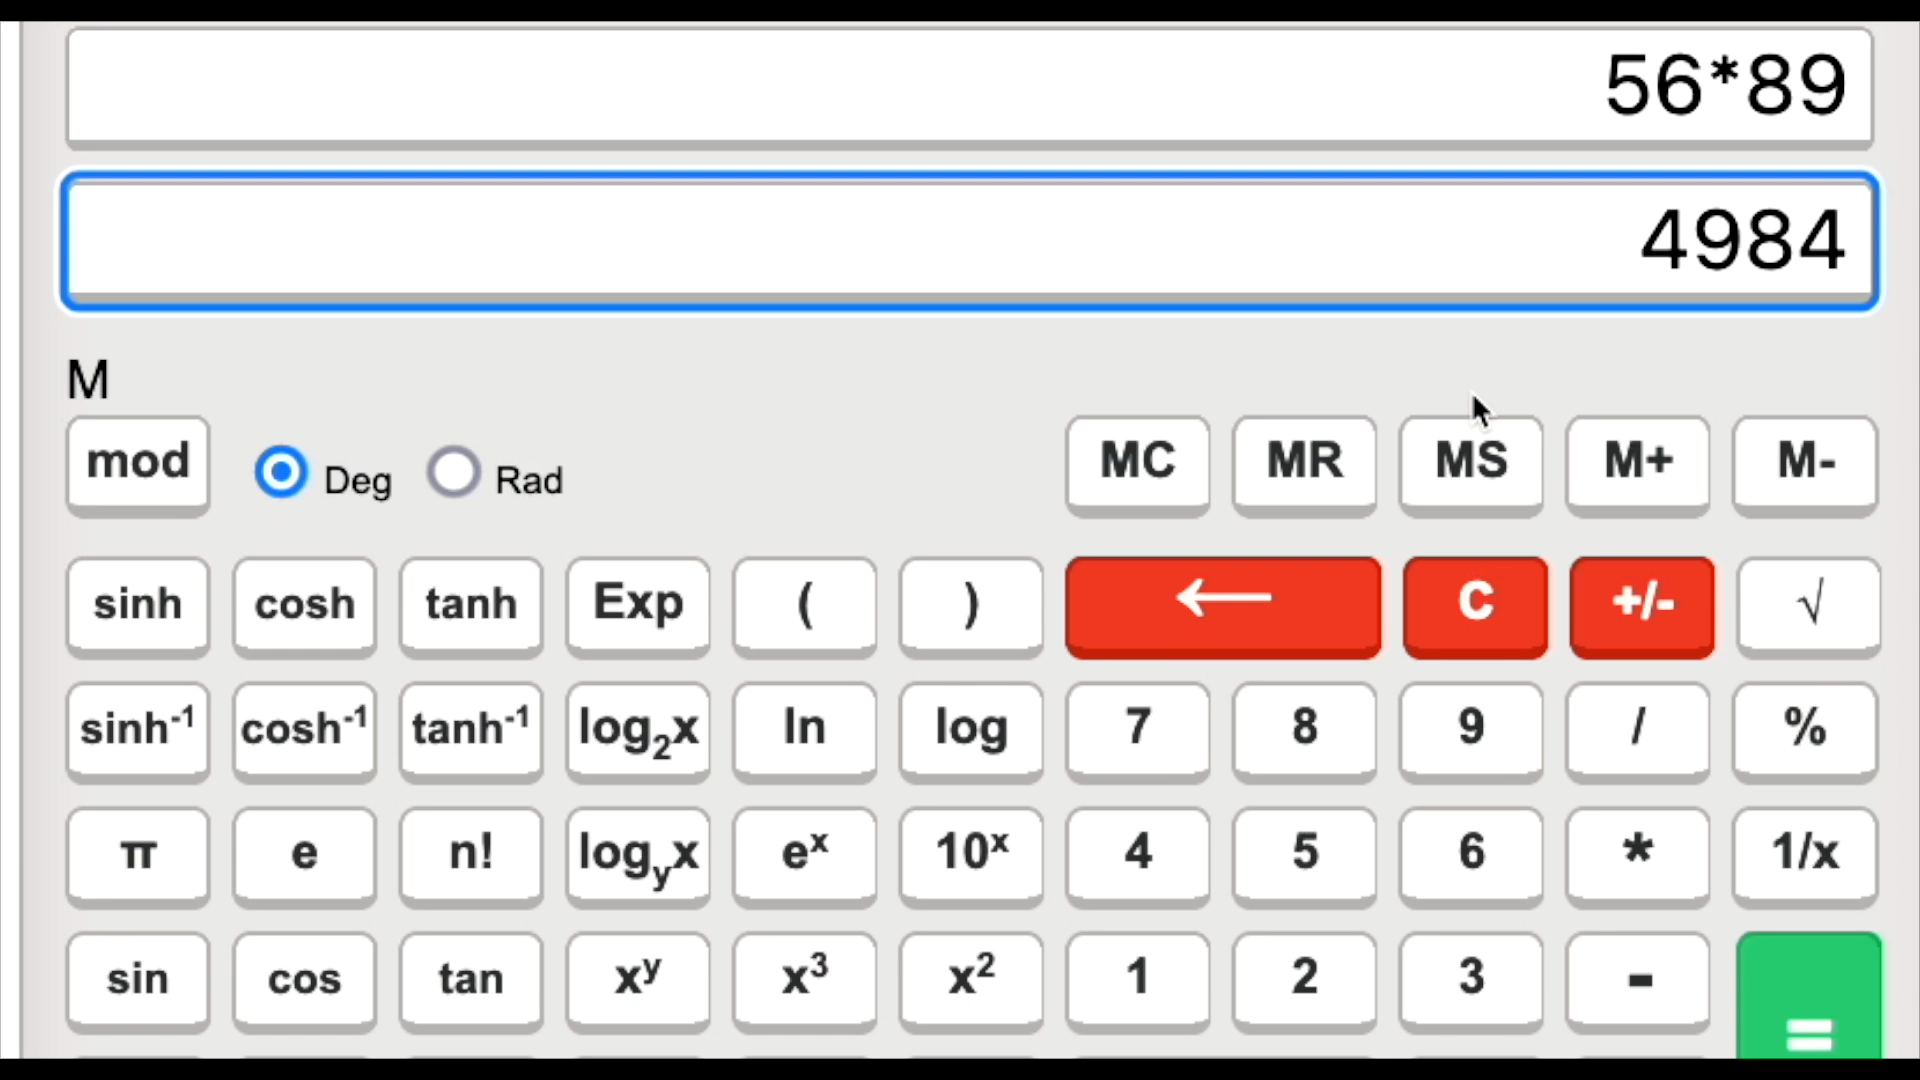 56*89
4984
M
mod Deg Rad MC MR MS M+ M-
sinh cosh tanh Exp ( ) ← C +/- √
sinh⁻¹ cosh⁻¹ tanh⁻¹ log₂x ln log 7 8 9 / %
π e n! logᵧx eˣ 10ˣ 4 5 6 * 1/x
sin cos tan xʸ x³ x² 1 2 3 - =